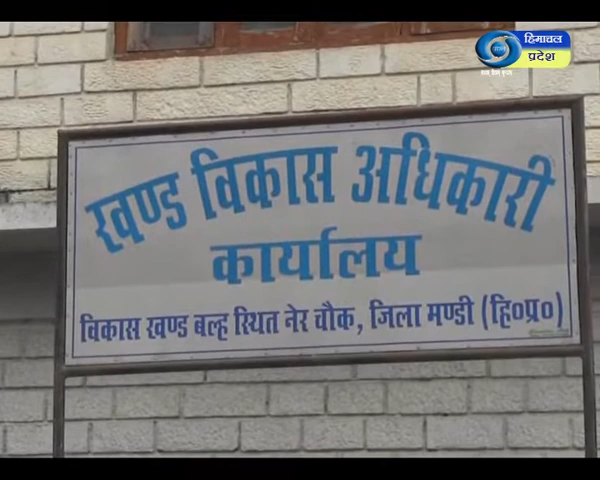 हिमाचल
प्रदेश
खण्ड विकास अधिकारी
कार्यालय
विकास खण्ड बल्ह स्थित नेर चौक, जिला मण्डी (हि०प्र०)